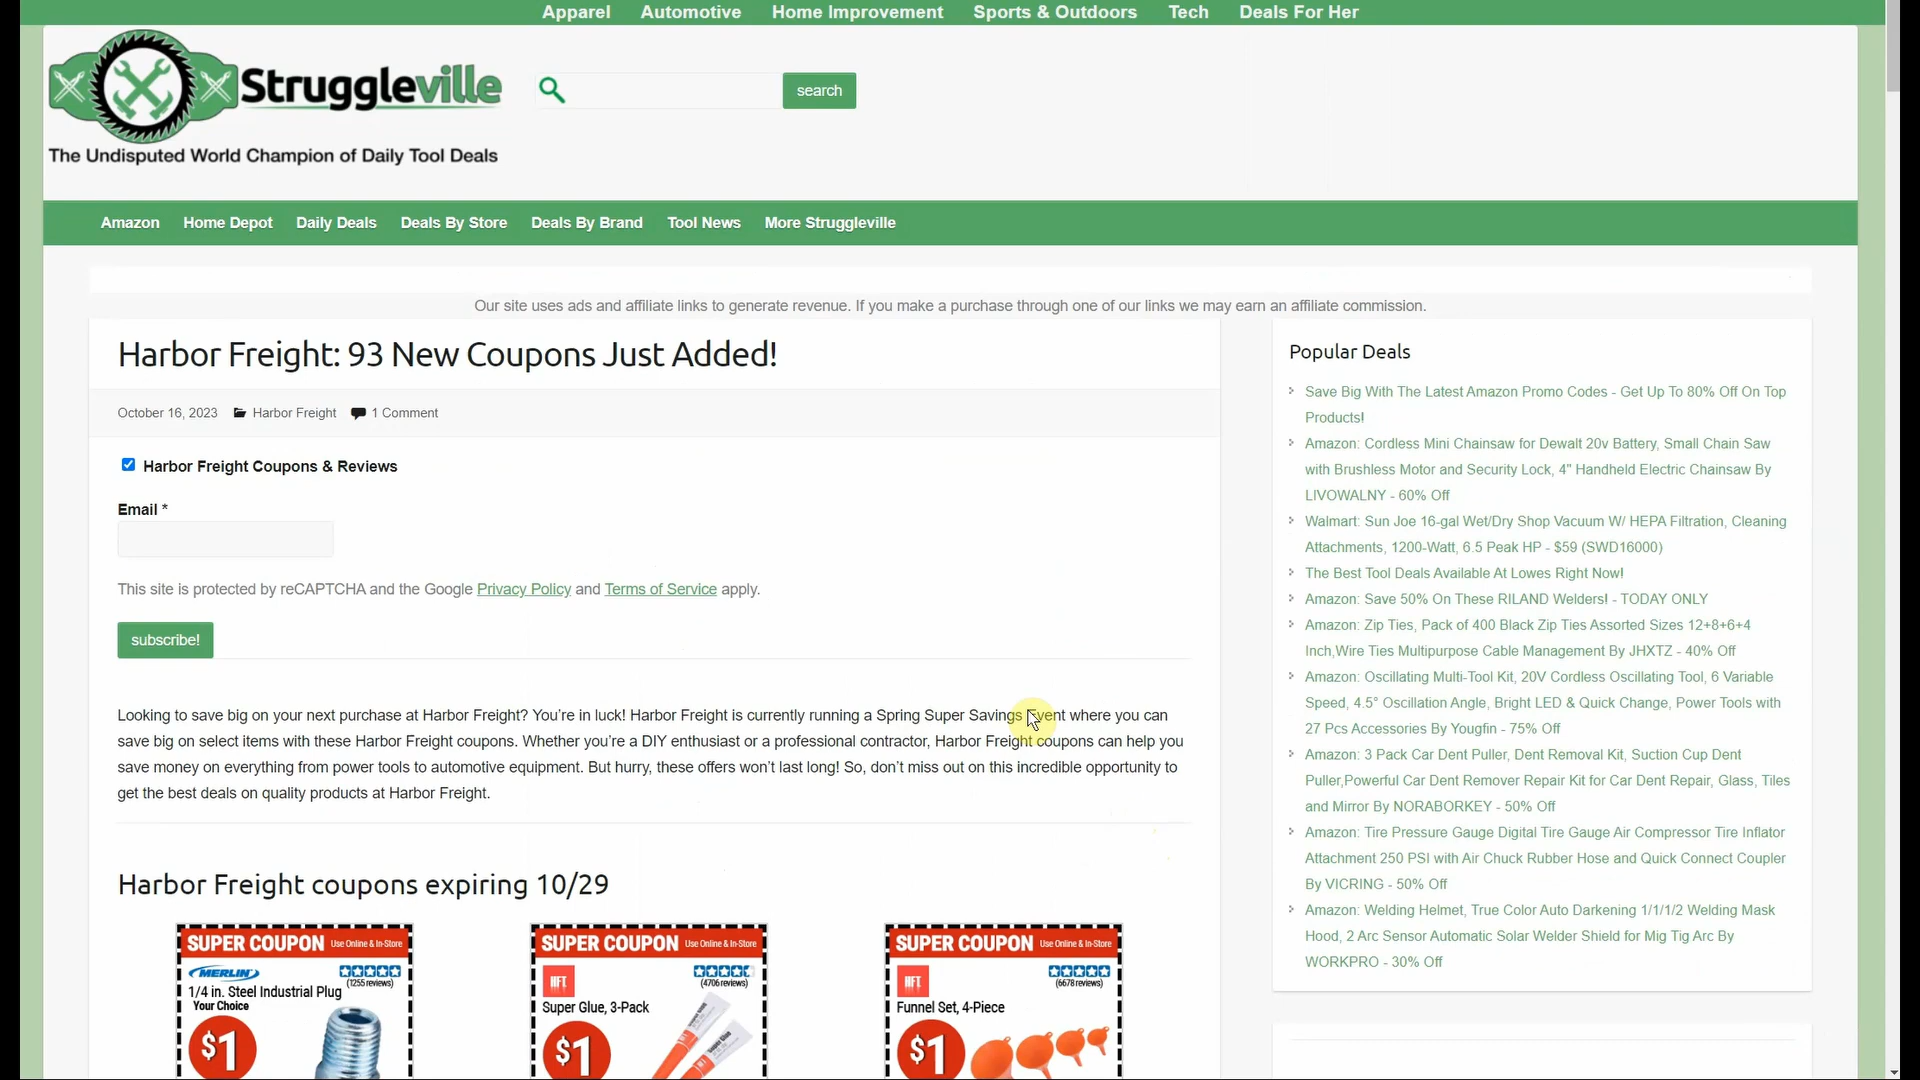 Apparel Automotive Home Improvement Sports & Outdoors Tech Deals For Her
Struggleville
search
The Undisputed World Champion of Daily Tool Deals
Amazon Home Depot Daily Deals Deals By Store Deals By Brand Tool News More Struggleville
Our site uses ads and affiliate links to generate revenue. If you make a purchase through one of our links we may earn an affiliate commission.
Harbor Freight: 93 New Coupons Just Added!
October 16, 2023 Harbor Freight 1 Comment
Harbor Freight Coupons & Reviews
Email *
This site is protected by reCAPTCHA and the Google Privacy Policy and Terms of Service apply.
subscribe!
Looking to save big on your next purchase at Harbor Freight? You're in luck! Harbor Freight is currently running a Spring Super Savings Event where you can
save big on select items with these Harbor Freight coupons. Whether you're a DIY enthusiast or a professional contractor, Harbor Freight coupons can help you
save money on everything from power tools to automotive equipment. But hurry, these offers won't last long! So, don't miss out on this incredible opportunity to
get the best deals on quality products at Harbor Freight.
Harbor Freight coupons expiring 10/29
SUPER COUPON Use Online & In-Store
MERLIN
(1255 reviews)
1/4 in. Steel Industrial Plug
Your Choice
$1
SUPER COUPON Use Online & In-Store
HFT
(4706 reviews)
Super Glue, 3-Pack
$1
SUPER COUPON Use Online & In-Store
HFT
(6678 reviews)
Funnel Set, 4-Piece
$1
Popular Deals
Save Big With The Latest Amazon Promo Codes - Get Up To 80% Off On Top
Products!
Amazon: Cordless Mini Chainsaw for Dewalt 20v Battery, Small Chain Saw
with Brushless Motor and Security Lock, 4" Handheld Electric Chainsaw By
LIVOWALNY - 60% Off
Walmart: Sun Joe 16-gal Wet/Dry Shop Vacuum W/ HEPA Filtration, Cleaning
Attachments, 1200-Watt, 6.5 Peak HP - $59 (SWD16000)
The Best Tool Deals Available At Lowes Right Now!
Amazon: Save 50% On These RILAND Welders! - TODAY ONLY
Amazon: Zip Ties, Pack of 400 Black Zip Ties Assorted Sizes 12+8+6+4
Inch,Wire Ties Multipurpose Cable Management By JHXTZ - 40% Off
Amazon: Oscillating Multi-Tool Kit, 20V Cordless Oscillating Tool, 6 Variable
Speed, 4.5° Oscillation Angle, Bright LED & Quick Change, Power Tools with
27 Pcs Accessories By Yougfin - 75% Off
Amazon: 3 Pack Car Dent Puller, Dent Removal Kit, Suction Cup Dent
Puller,Powerful Car Dent Remover Repair Kit for Car Dent Repair, Glass, Tiles
and Mirror By NORABORKEY - 50% Off
Amazon: Tire Pressure Gauge Digital Tire Gauge Air Compressor Tire Inflator
Attachment 250 PSI with Air Chuck Rubber Hose and Quick Connect Coupler
By VICRING - 50% Off
Amazon: Welding Helmet, True Color Auto Darkening 1/1/1/2 Welding Mask
Hood, 2 Arc Sensor Automatic Solar Welder Shield for Mig Tig Arc By
WORKPRO - 30% Off